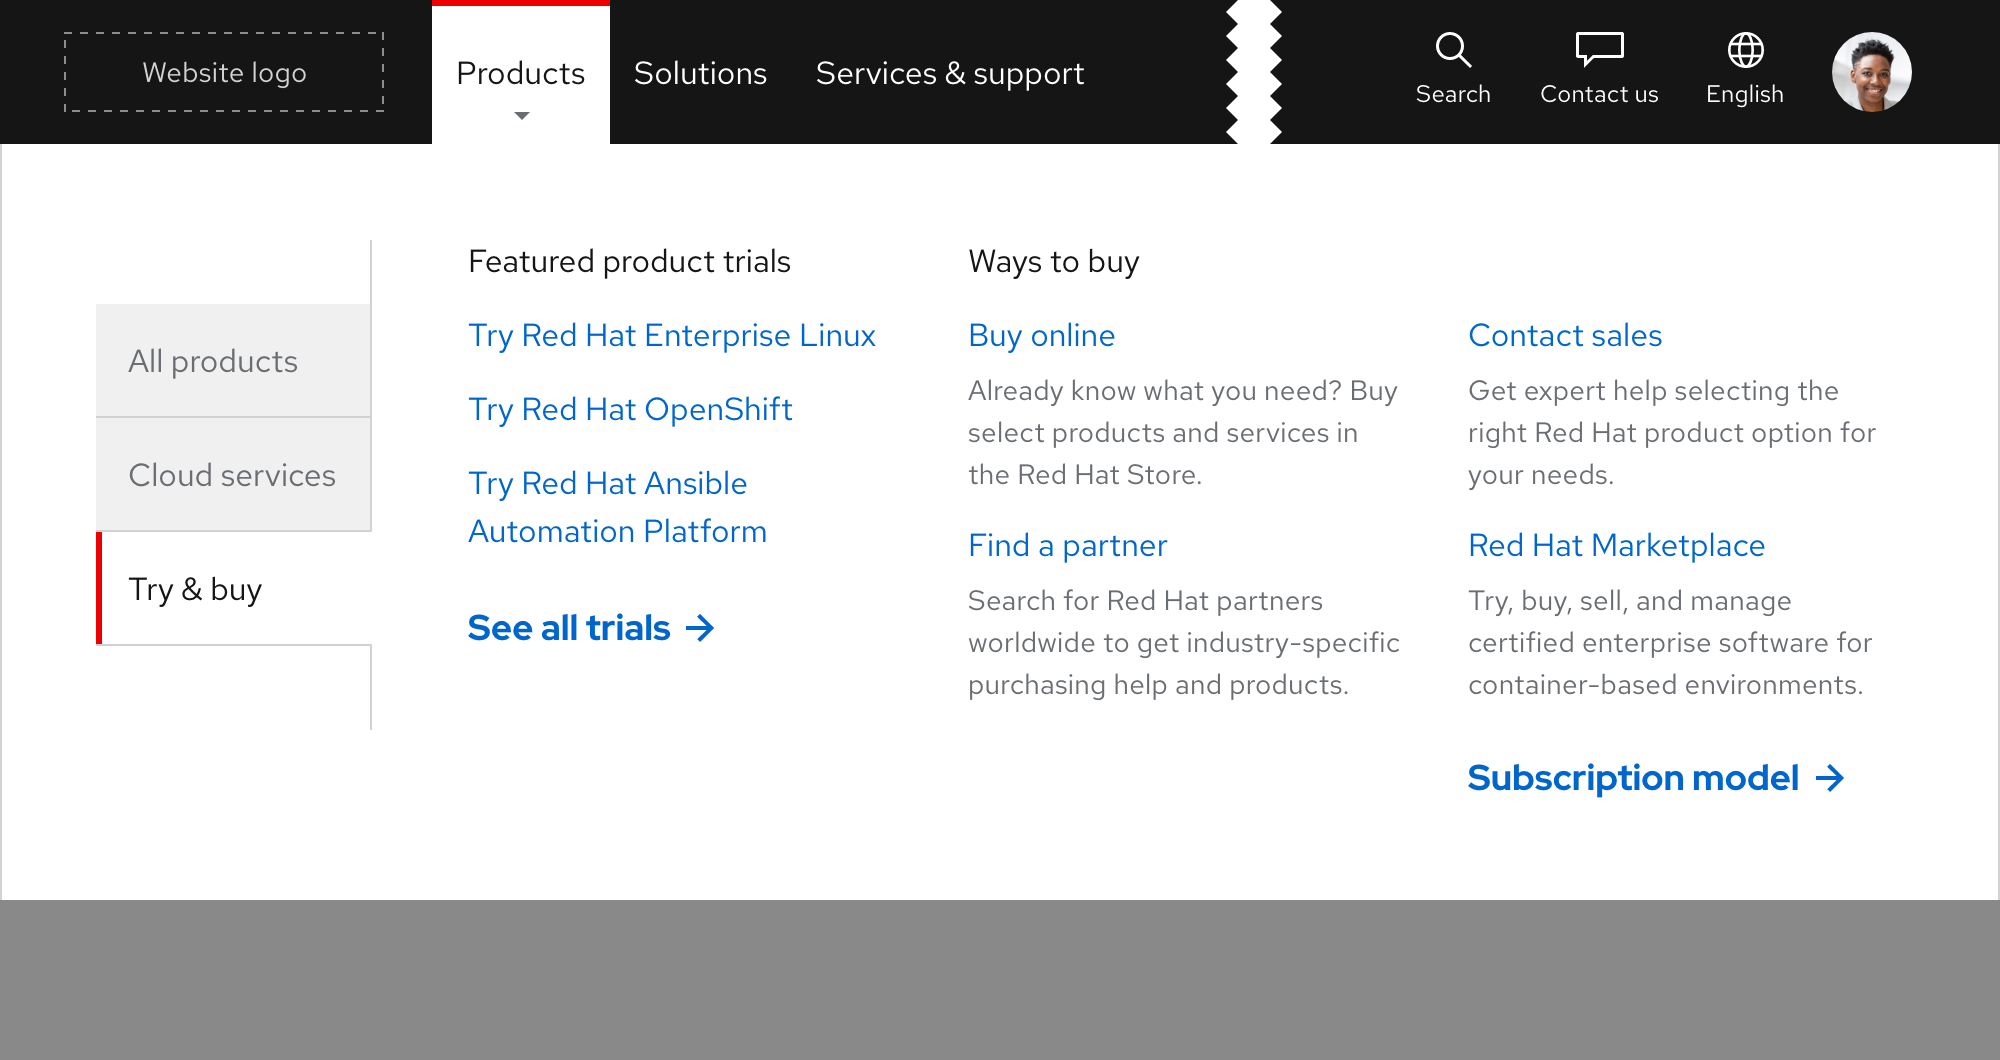 Website logo
Products
Solutions
Services & support
Search
Contact us
English
All products
Cloud services
Try & buy
Featured product trials
Try Red Hat Enterprise Linux
Try Red Hat OpenShift
Try Red Hat Ansible
Automation Platform
See all trials →
Ways to buy
Buy online
Already know what you need? Buy
select products and services in
the Red Hat Store.
Find a partner
Search for Red Hat partners
worldwide to get industry-specific
purchasing help and products.
Contact sales
Get expert help selecting the
right Red Hat product option for
your needs.
Red Hat Marketplace
Try, buy, sell, and manage
certified enterprise software for
container-based environments.
Subscription model →